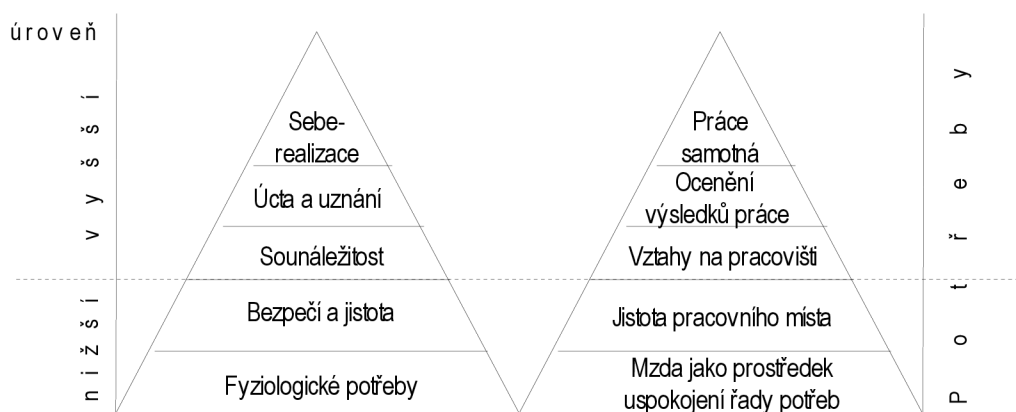 úroveň
vyšší
nižší
Sebe-
realizace
Úcta a uznání
Sounáležitost
Bezpečí a jistota
Fyziologické potřeby
Práce
samotná
Ocenění
výsledků práce
Vztahy na pracovišti
Jistota pracovního místa
Mzda jako prostředek
uspokojení řady potřeb
Potřeby